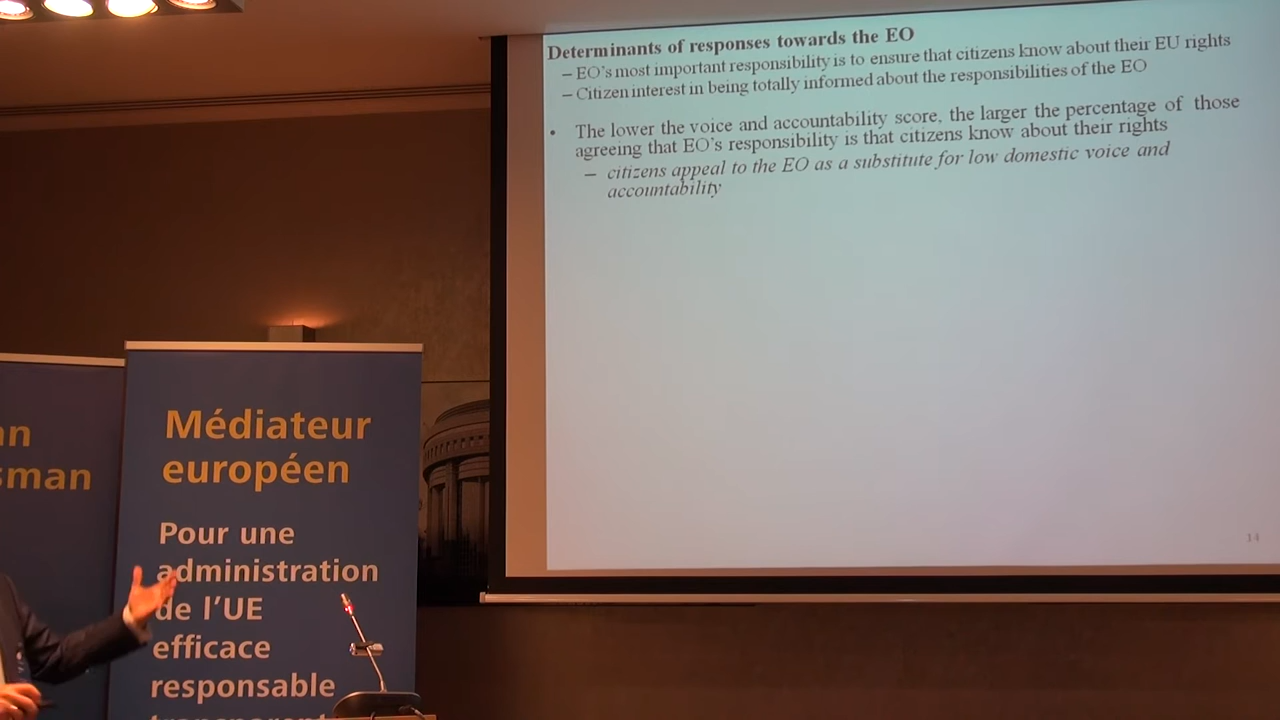 Determinants of responses towards the EO
– EO's most important responsibility is to ensure that citizens know about their EU rights
– Citizen interest in being totally informed about the responsibilities of the EO
• The lower the voice and accountability score, the larger the percentage of those
agreeing that EO's responsibility is that citizens know about their rights
– citizens appeal to the EO as a substitute for low domestic voice and
accountability
14
Médiateur
européen
Pour une
administration
de l'UE
efficace
responsable